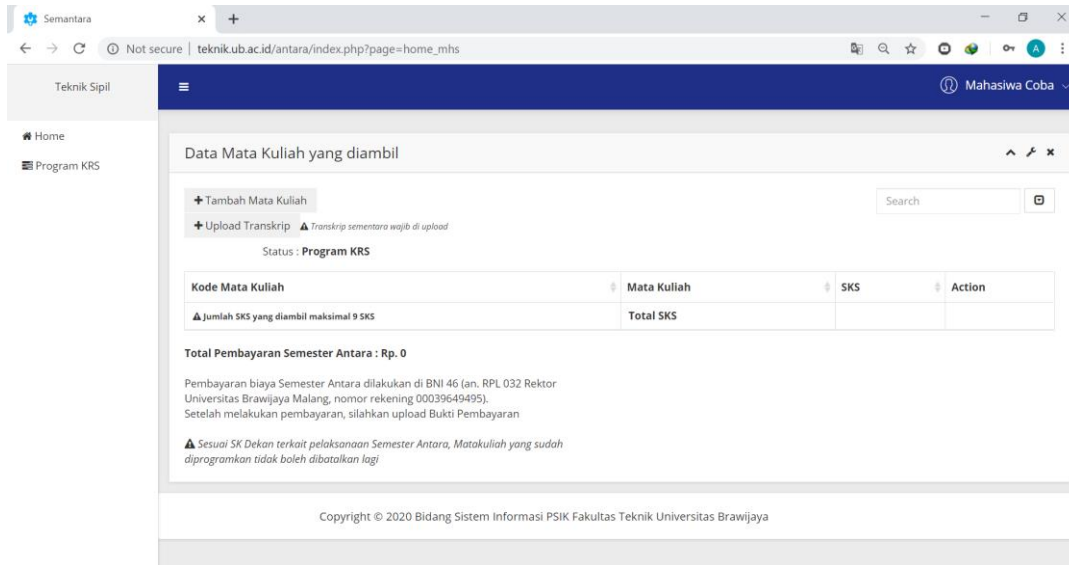 Semantara
Not secure | teknik.ub.ac.id/antara/index.php?page=home_mhs
A
Teknik Sipil
Mahasiwa Coba
Home
Program KRS
Data Mata Kuliah yang diambil
Tambah Mata Kuliah
Search
Upload Transkrip Transkrip sementara wajib di upload
Status : Program KRS
Kode Mata Kuliah Mata Kuliah SKS Action
Jumlah SKS yang diambil maksimal 9 SKS Total SKS
Total Pembayaran Semester Antara : Rp. 0
Pembayaran biaya Semester Antara dilakukan di BNI 46 (an. RPL 032 Rektor
Universitas Brawijaya Malang, nomor rekening 00039649495).
Setelah melakukan pembayaran, silahkan upload Bukti Pembayaran
Sesuai SK Dekan terkait pelaksanaan Semester Antara, Matakuliah yang sudah
diprogramkan tidak boleh dibatalkan lagi
Copyright © 2020 Bidang Sistem Informasi PSIK Fakultas Teknik Universitas Brawijaya